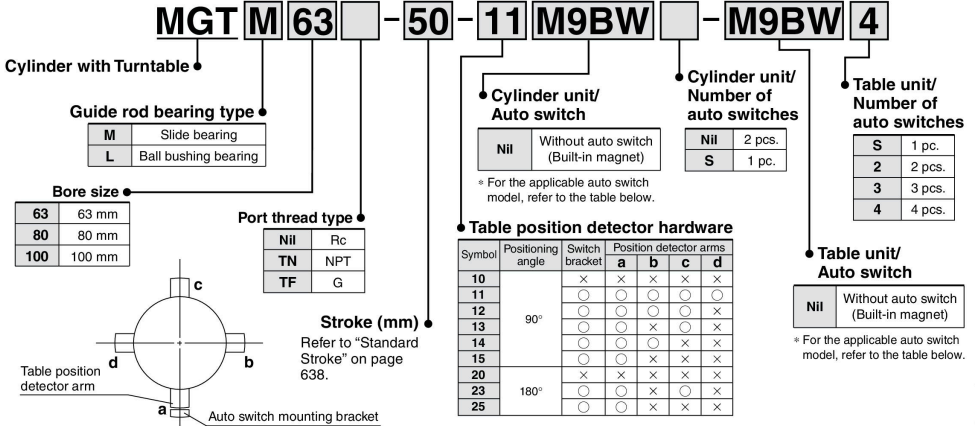 MGT M 63 - 50 - 11 M9BW - M9BW 4
Cylinder with Turntable
Guide rod bearing type
M Slide bearing
L Ball bushing bearing
Bore size
63 63 mm
80 80 mm
100 100 mm
Port thread type
Nil Rc
TN NPT
TF G
Stroke (mm)
Refer to “Standard
Stroke” on page
638.
Cylinder unit/
Auto switch
Nil Without auto switch
(Built-in magnet)
* For the applicable auto switch
model, refer to the table below.
Cylinder unit/
Number of
auto switches
Nil 2 pcs.
S 1 pc.
Table unit/
Number of
auto switches
S 1 pc.
2 2 pcs.
3 3 pcs.
4 4 pcs.
Table position detector hardware
Symbol Positioning angle Switch bracket Position detector arms
a b c d
10 90° × × × × ×
11 ○ ○ ○ ○ ○
12 ○ ○ ○ ○ ×
13 ○ ○ × ○ ×
14 ○ ○ ○ × ×
15 ○ ○ × × ×
20 180° × × × × ×
23 ○ ○ × ○ ×
25 ○ ○ × × ×
Table unit/
Auto switch
Nil Without auto switch
(Built-in magnet)
* For the applicable auto switch
model, refer to the table below.
c
d
b
Table position
detector arm
a
Auto switch mounting bracket